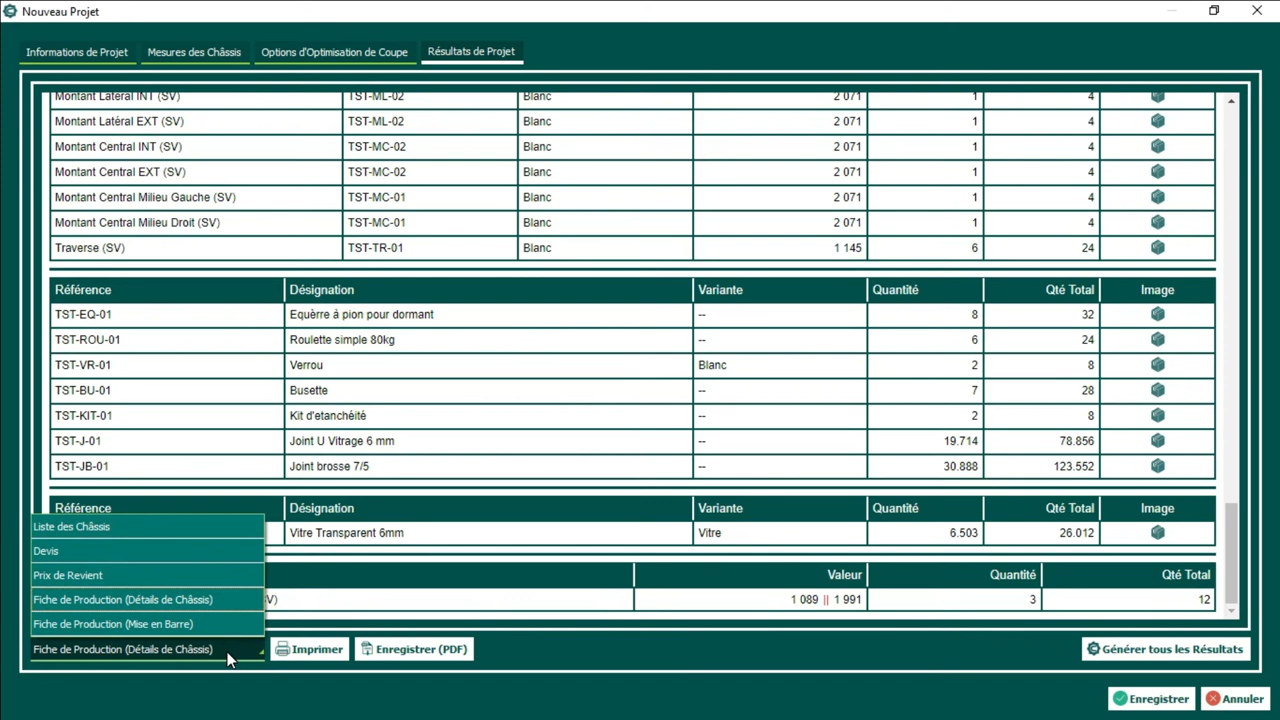 Nouveau Projet
Informations de Projet Mesures des Châssis Options d'Optimisation de Coupe Résultats de Projet
Montant Latéral INT (SV) TST-ML-02 Blanc 2 071 1 4
Montant Latéral EXT (SV) TST-ML-02 Blanc 2 071 1 4
Montant Central INT (SV) TST-MC-02 Blanc 2 071 1 4
Montant Central EXT (SV) TST-MC-02 Blanc 2 071 1 4
Montant Central Milieu Gauche (SV) TST-MC-01 Blanc 2 071 1 4
Montant Central Milieu Droit (SV) TST-MC-01 Blanc 2 071 1 4
Traverse (SV) TST-TR-01 Blanc 1 145 6 24
Référence Désignation Variante Quantité Qté Total Image
TST-EQ-01 Equèrre à pion pour dormant -- 8 32
TST-ROU-01 Roulette simple 80kg -- 6 24
TST-VR-01 Verrou Blanc 2 8
TST-BU-01 Busette -- 7 28
TST-KIT-01 Kit d'etanchéité -- 2 8
TST-J-01 Joint U Vitrage 6 mm -- 19.714 78.856
TST-JB-01 Joint brosse 7/5 -- 30.888 123.552
Référence Désignation Variante Quantité Qté Total Image
Liste des Châssis
Vitre Transparent 6mm Vitre 6.503 26.012
Devis
Prix de Revient Valeur Quantité Qté Total
Fiche de Production (Détails de Châssis) V) 1 089 || 1 991 3 12
Fiche de Production (Mise en Barre)
Fiche de Production (Détails de Châssis) Imprimer Enregistrer (PDF) Générer tous les Résultats
Enregistrer Annuler